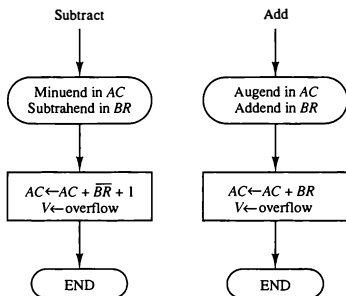 Subtract
Minuend in AC
Subtrahend in BR
AC←AC + B̅R̅ + 1
V←overflow
END
Add
Augend in AC
Addend in BR
AC←AC + BR
V←overflow
END